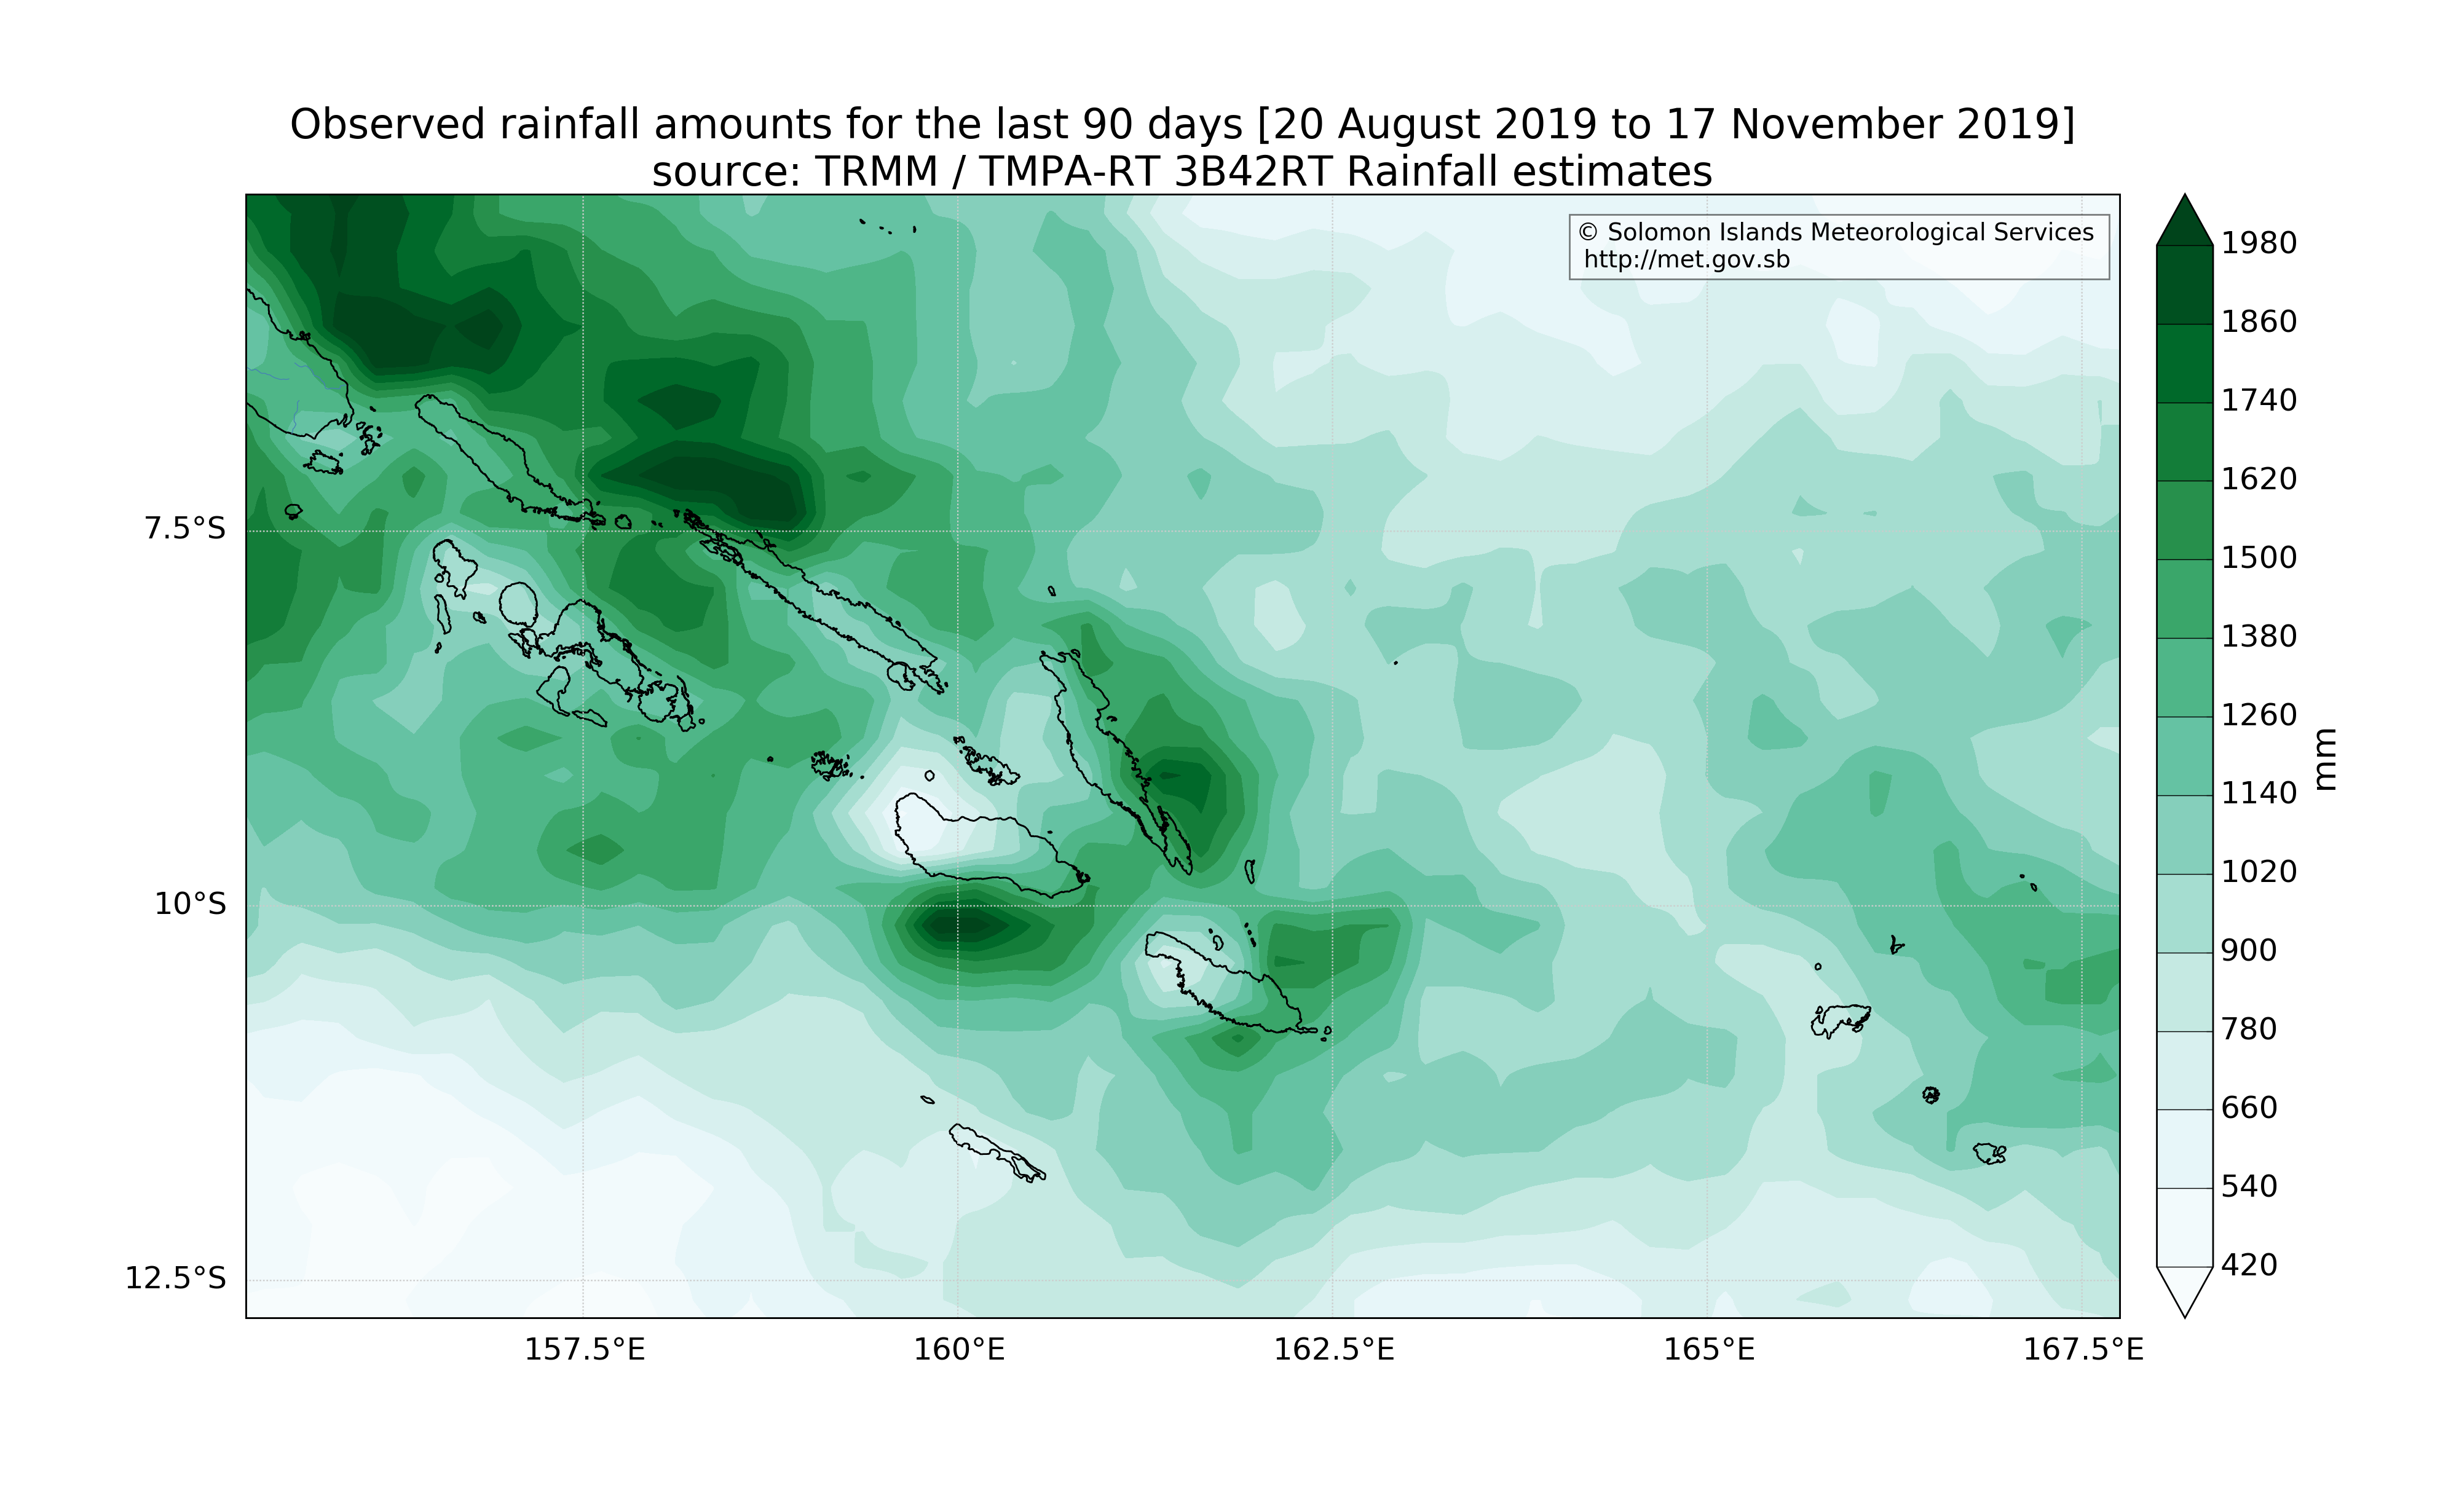 Observed rainfall amounts for the last 90 days [20 August 2019 to 17 November 2019]
source: TRMM / TMPA-RT 3B42RT Rainfall estimates
© Solomon Islands Meteorological Services
http://met.gov.sb
7.5°S
10°S
12.5°S
157.5°E
160°E
162.5°E
165°E
167.5°E
1980
1860
1740
1620
1500
1380
1260
1140
1020
900
780
660
540
420
mm